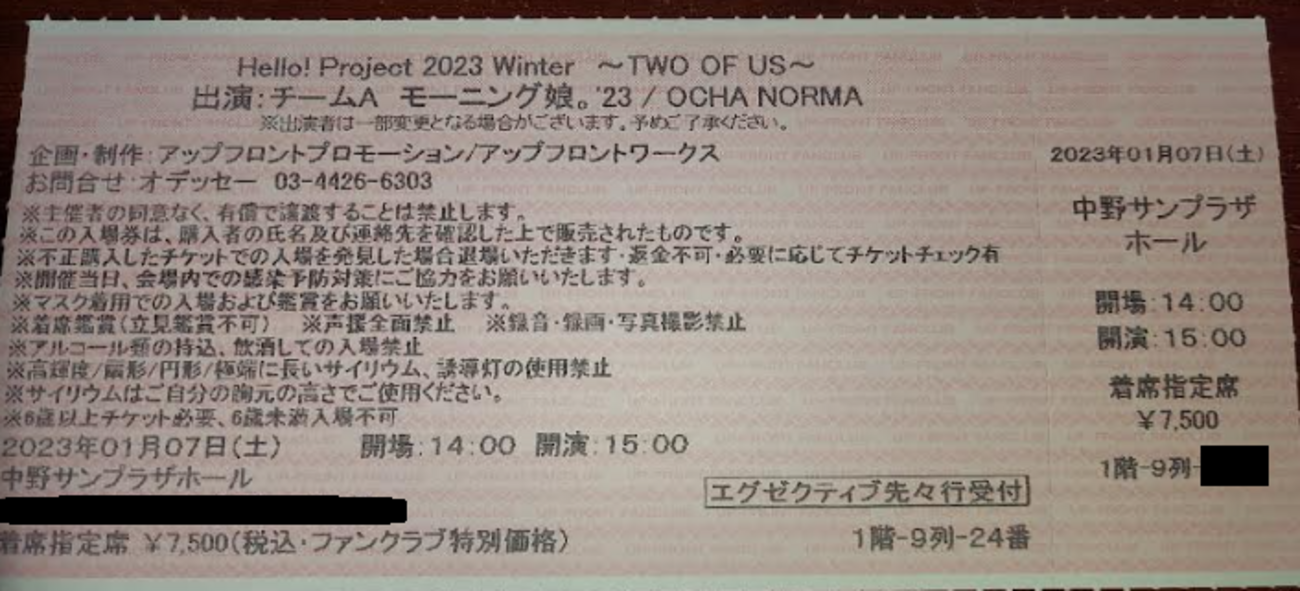 Hello! Project 2023 Winter ～TWO OF US～
出演：チームA モーニング娘。'23 / OCHA NORMA
※出演者は一部変更となる場合がございます。予めご了承ください。
企画・制作：アップフロントプロモーション/アップフロントワークス
お問合せ：オデッセー 03-4426-6303
※主催者の同意なく、有償で譲渡することは禁止します。
※この入場券は、購入者の氏名及び連絡先を確認した上で販売されたものです。
※不正購入したチケットでの入場を発見した場合退場いただきます・返金不可・必要に応じてチケットチェック有
※開催当日、会場内での感染予防対策にご協力をお願いいたします。
※マスク着用での入場および鑑賞をお願いいたします。
※着席鑑賞（立見鑑賞不可） ※声援全面禁止 ※録音・録画・写真撮影禁止
※アルコール類の持込、飲酒しての入場禁止
※高輝度/扇形/円形/極端に長いサイリウム、誘導灯の使用禁止
※サイリウムはご自分の胸元の高さでご使用ください。
※6歳以上チケット必要、6歳未満入場不可
2023年01月07日（土） 開場：14：00 開演：15：00
中野サンプラザホール
エグゼクティブ先々行受付
着席指定席 ￥7,500（税込・ファンクラブ特別価格） 1階-9列-24番
2023年01月07日（土）
中野サンプラザ
ホール
開場：14：00
開演：15：00
着席指定席
￥7,500
1階-9列-